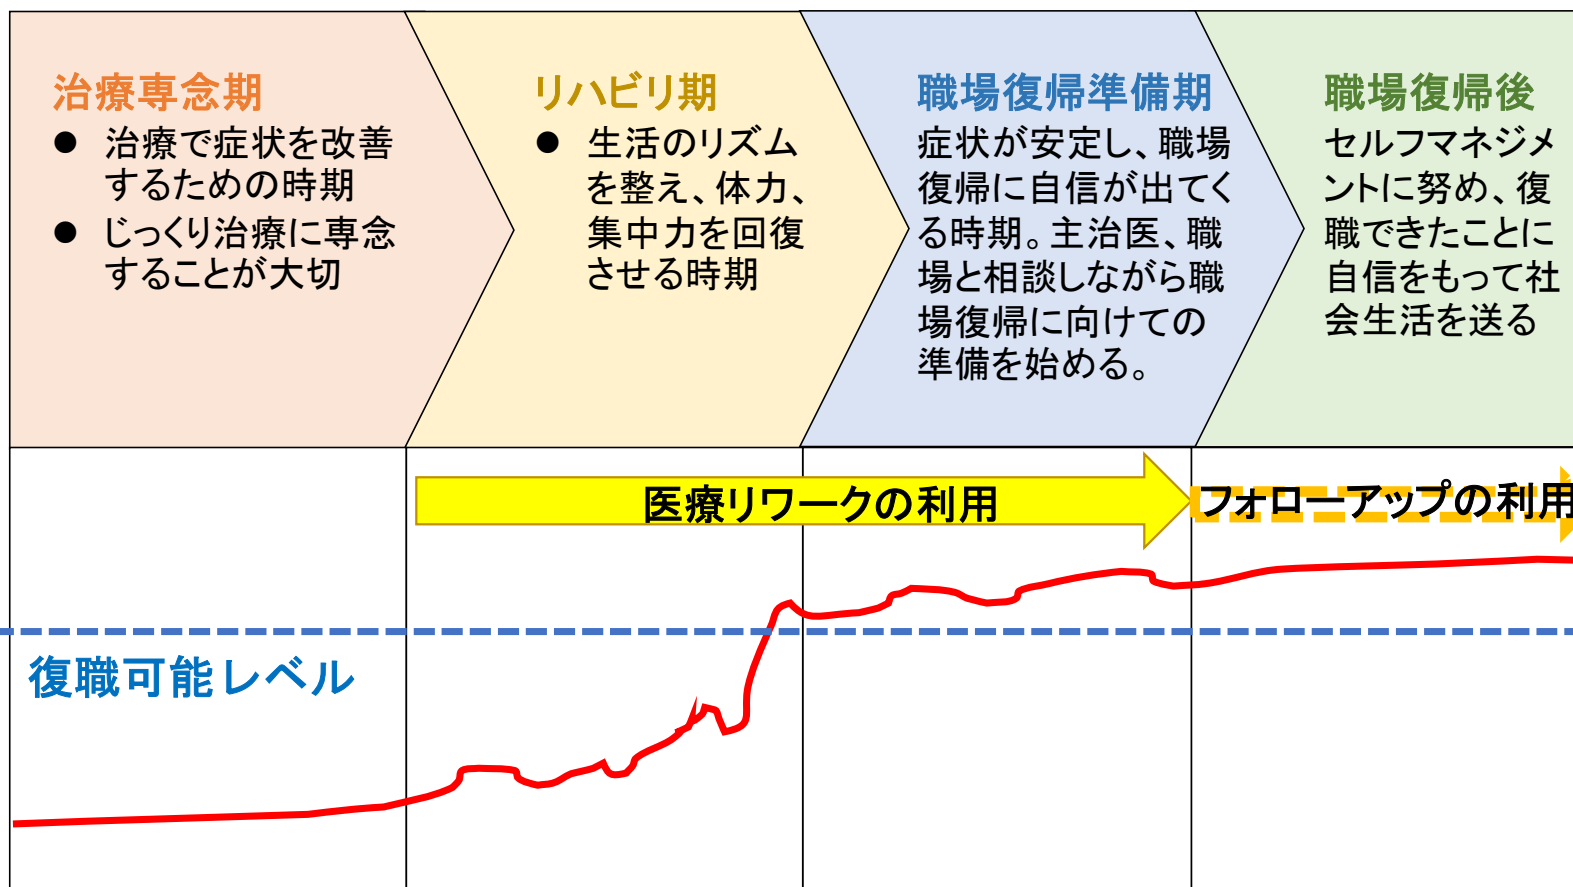 治療専念期
● 治療で症状を改善
するための時期
● じっくり治療に専念
することが大切
リハビリ期
● 生活のリズム
を整え、体力、
集中力を回復
させる時期
職場復帰準備期
症状が安定し、職場
復帰に自信が出てく
る時期。主治医、職
場と相談しながら職
場復帰に向けての
準備を始める。
職場復帰後
セルフマネジメ
ントに努め、復
職できたことに
自信をもって社
会生活を送る
医療リワークの利用
フォローアップの利用
復職可能レベル